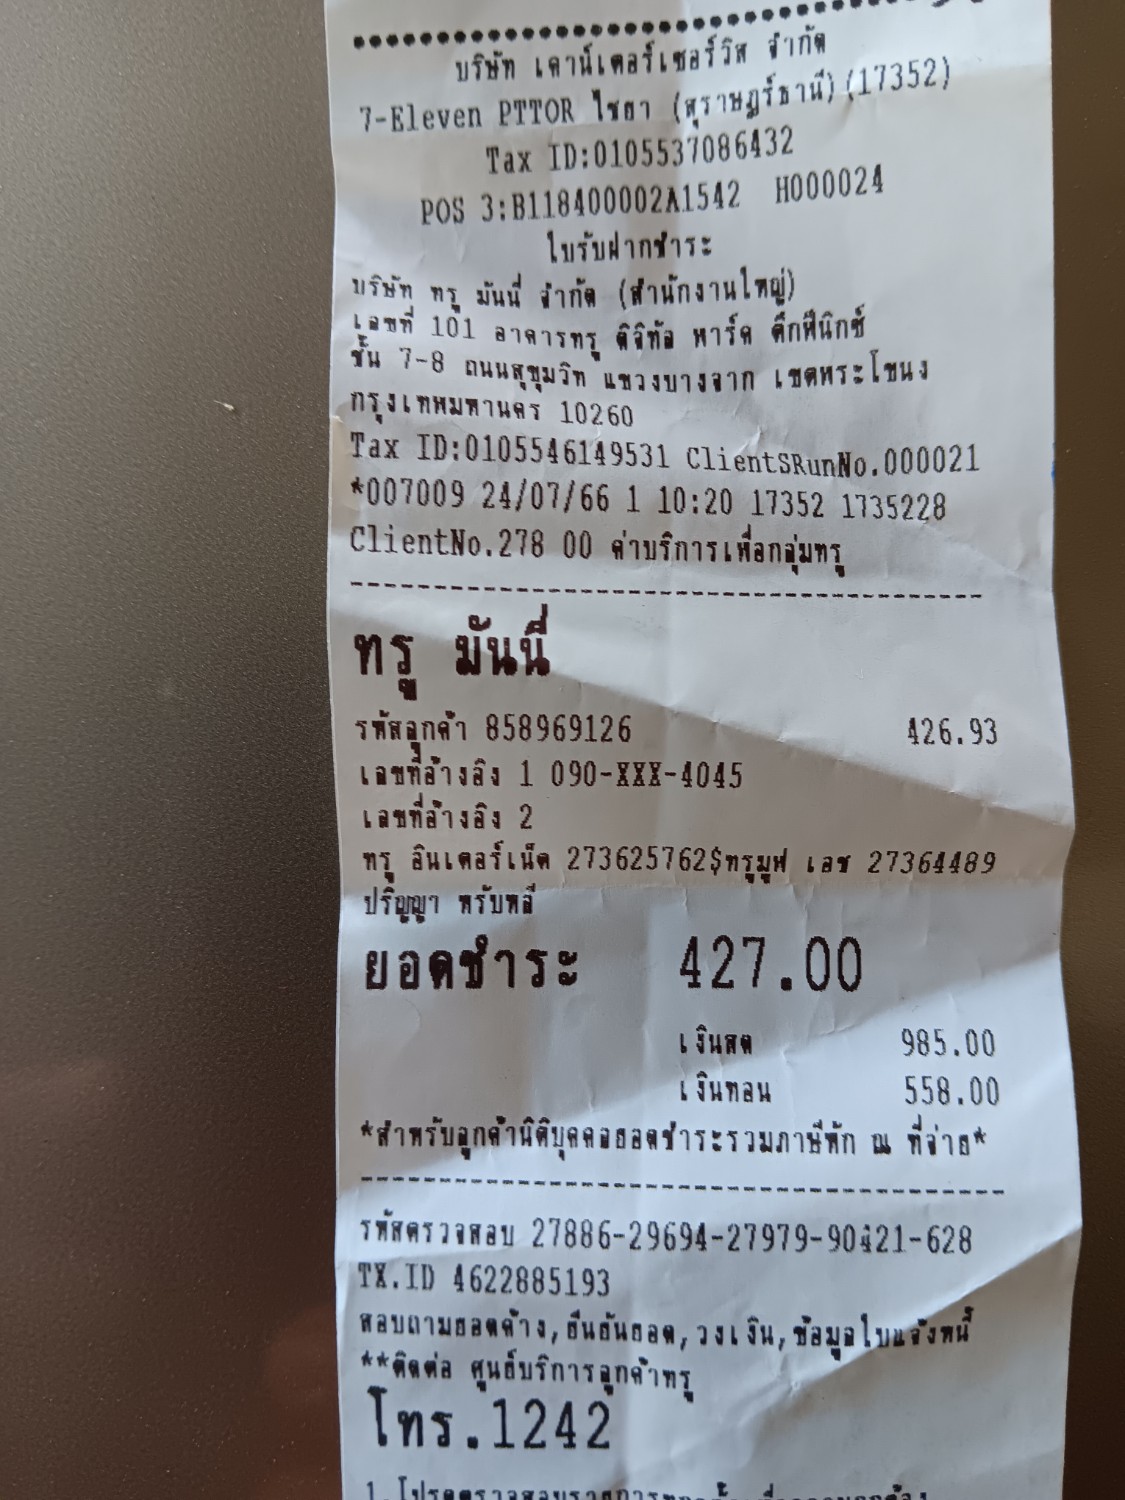 บริษัท เคาน์เตอร์เซอร์วิส จำกัด
7-Eleven PTTOR ไชยา (สุราษฎร์ธานี)(17352)
Tax ID:0105537086432
POS 3:B118400002A1542 H000024
ใบรับฝากชำระ
บริษัท ทรู มันนี่ จำกัด (สำนักงานใหญ่)
เลขที่ 101 อาคารทรู ดิจิทัล พาร์ค ตึกฟีนิกซ์
ชั้น 7-8 ถนนสุขุมวิท แขวงบางจาก เขตพระโขนง
กรุงเทพมหานคร 10260
Tax ID:0105546149531 ClientSRunNo.000021
*007009 24/07/66 1 10:20 17352 1735228
ClientNo.278 00 ค่าบริการเพื่อกลุ่มทรู
ทรู มันนี่
รหัสลูกค้า 858969126 426.93
เลขที่อ้างอิง 1 090-XXX-4045
เลขที่อ้างอิง 2
ทรู อินเตอร์เน็ต 273625762$ทรูมูฟ เอช 27364489
ปริญญา พรับพลี
ยอดชำระ 427.00
เงินสด 985.00
เงินทอน 558.00
*สำหรับลูกค้านิติบุคคลยอดชำระรวมภาษีหัก ณ ที่จ่าย*
รหัสตรวจสอบ 27886-29694-27979-90421-628
TX.ID 4622885193
สอบถามยอดค้าง,ยืนยันยอด,วงเงิน,ข้อมูลใบแจ้งหนี้
**ติดต่อ ศูนย์บริการลูกค้าทรู
โทร.1242